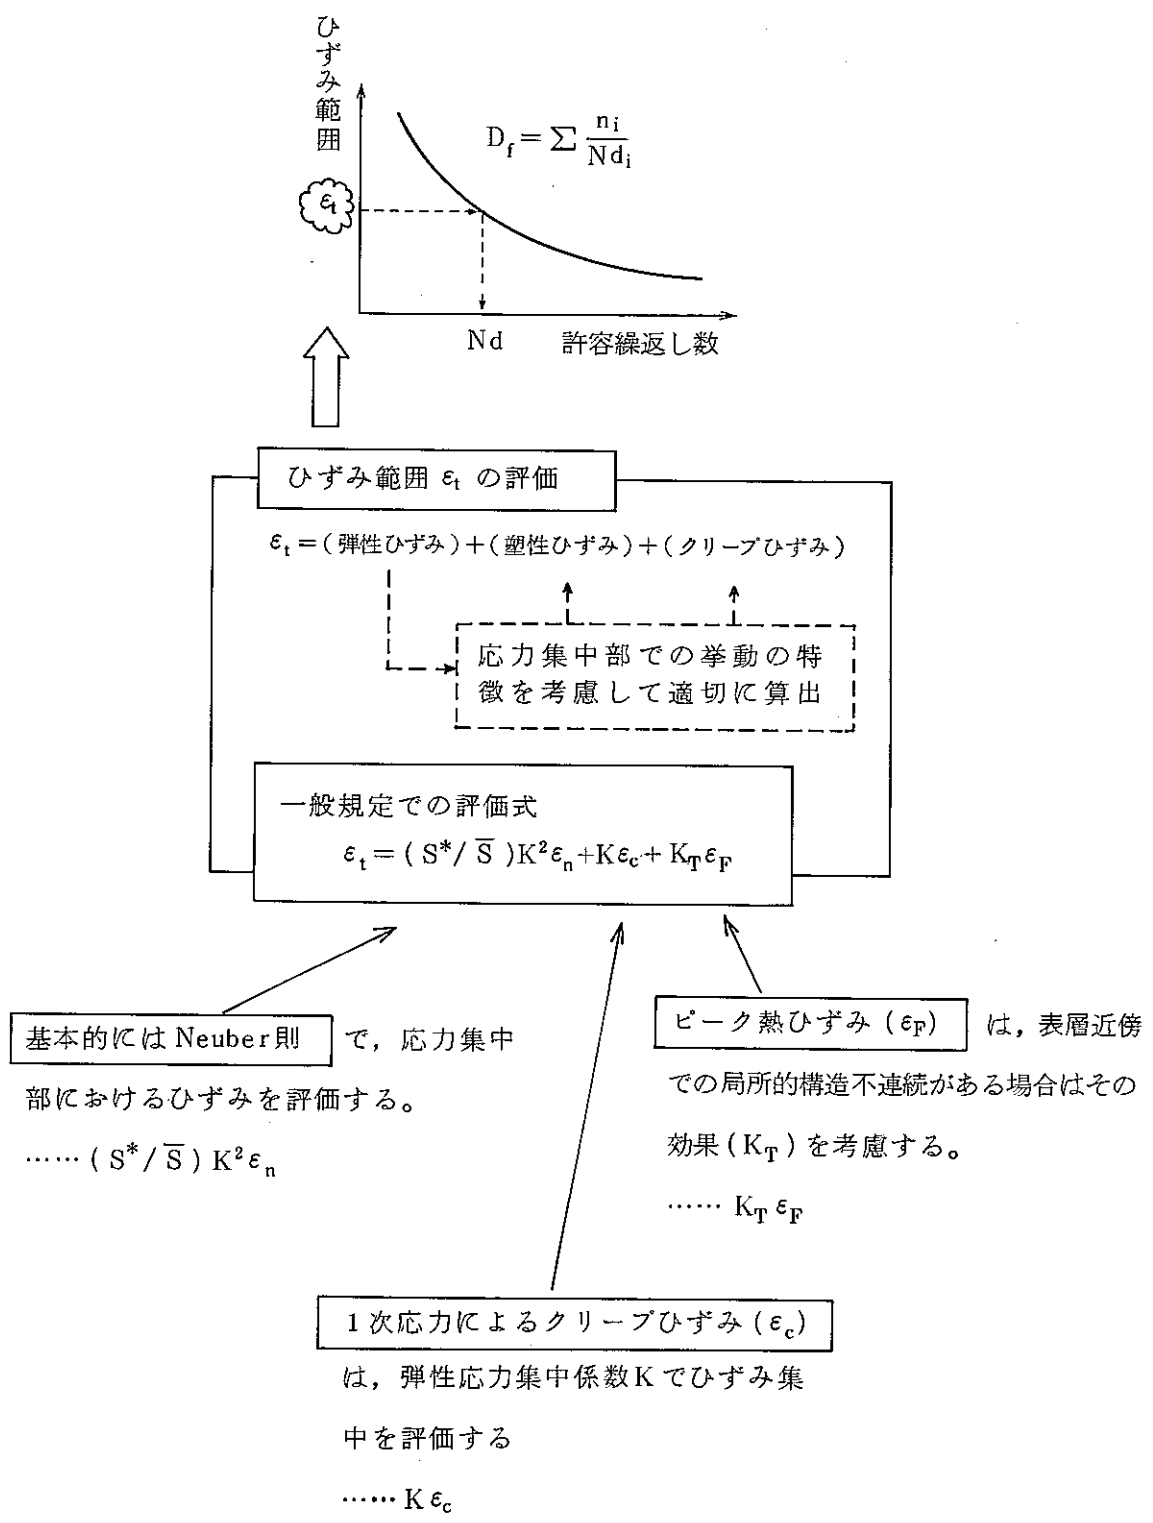 ひずみ範囲
D_f = Σ n_i / Nd_i
ε_t
Nd
許容繰返し数
ひずみ範囲 ε_t の評価
ε_t=(弾性ひずみ)+(塑性ひずみ)+(クリープひずみ)
応力集中部での挙動の特
徴を考慮して適切に算出
一般規定での評価式
ε_t=(S*/S̅)K²ε_n+Kε_c+K_Tε_F
基本的にはNeuber則 で，応力集中
部におけるひずみを評価する。
……(S*/S̅)K²ε_n
ピーク熱ひずみ(ε_F) は，表層近傍
での局所的構造不連続がある場合はその
効果(K_T)を考慮する。
…… K_T ε_F
1次応力によるクリープひずみ(ε_c)
は，弾性応力集中係数Kでひずみ集
中を評価する
…… K ε_c